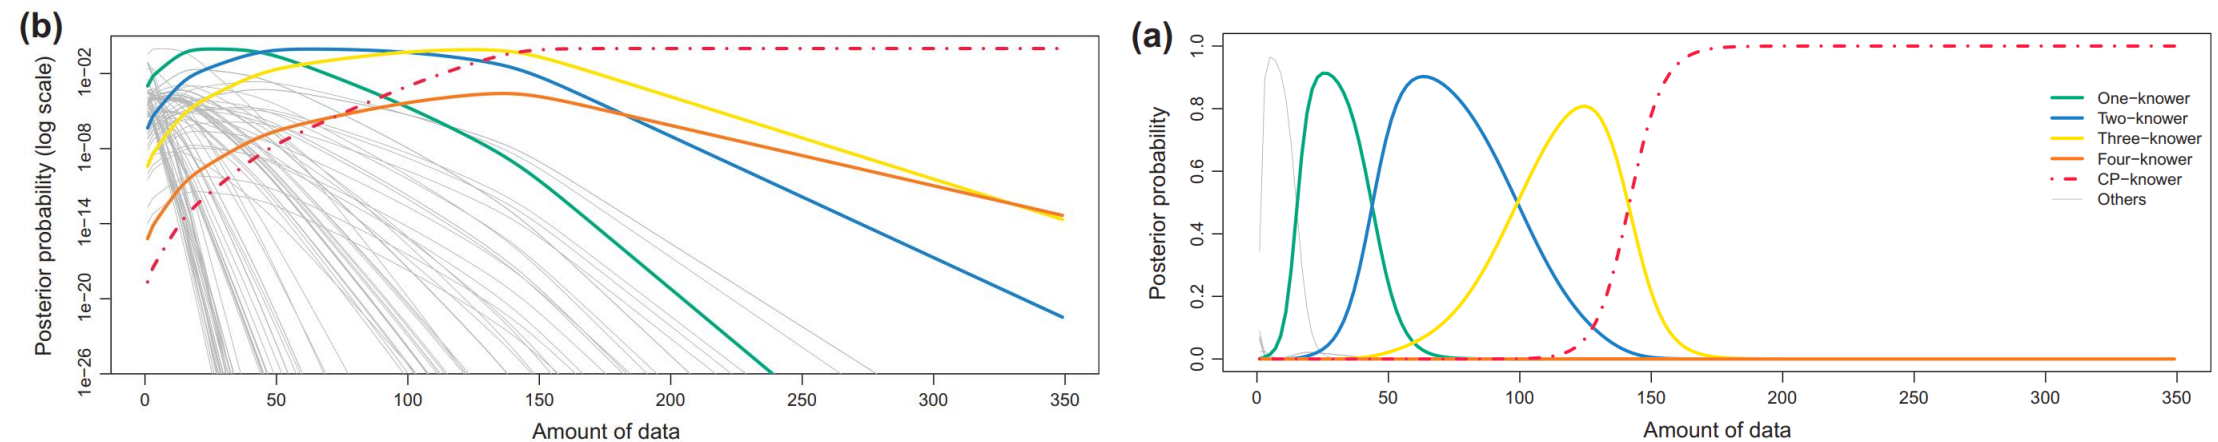 (b)
Posterior probability (log scale)
1e−02
1e−08
1e−14
1e−20
1e−26
0 50 100 150 200 250 300 350
Amount of data
(a)
Posterior probability
1.0
0.8
0.6
0.4
0.2
0.0
0 50 100 150 200 250 300 350
Amount of data
One−knower
Two−knower
Three−knower
Four−knower
CP−knower
Others